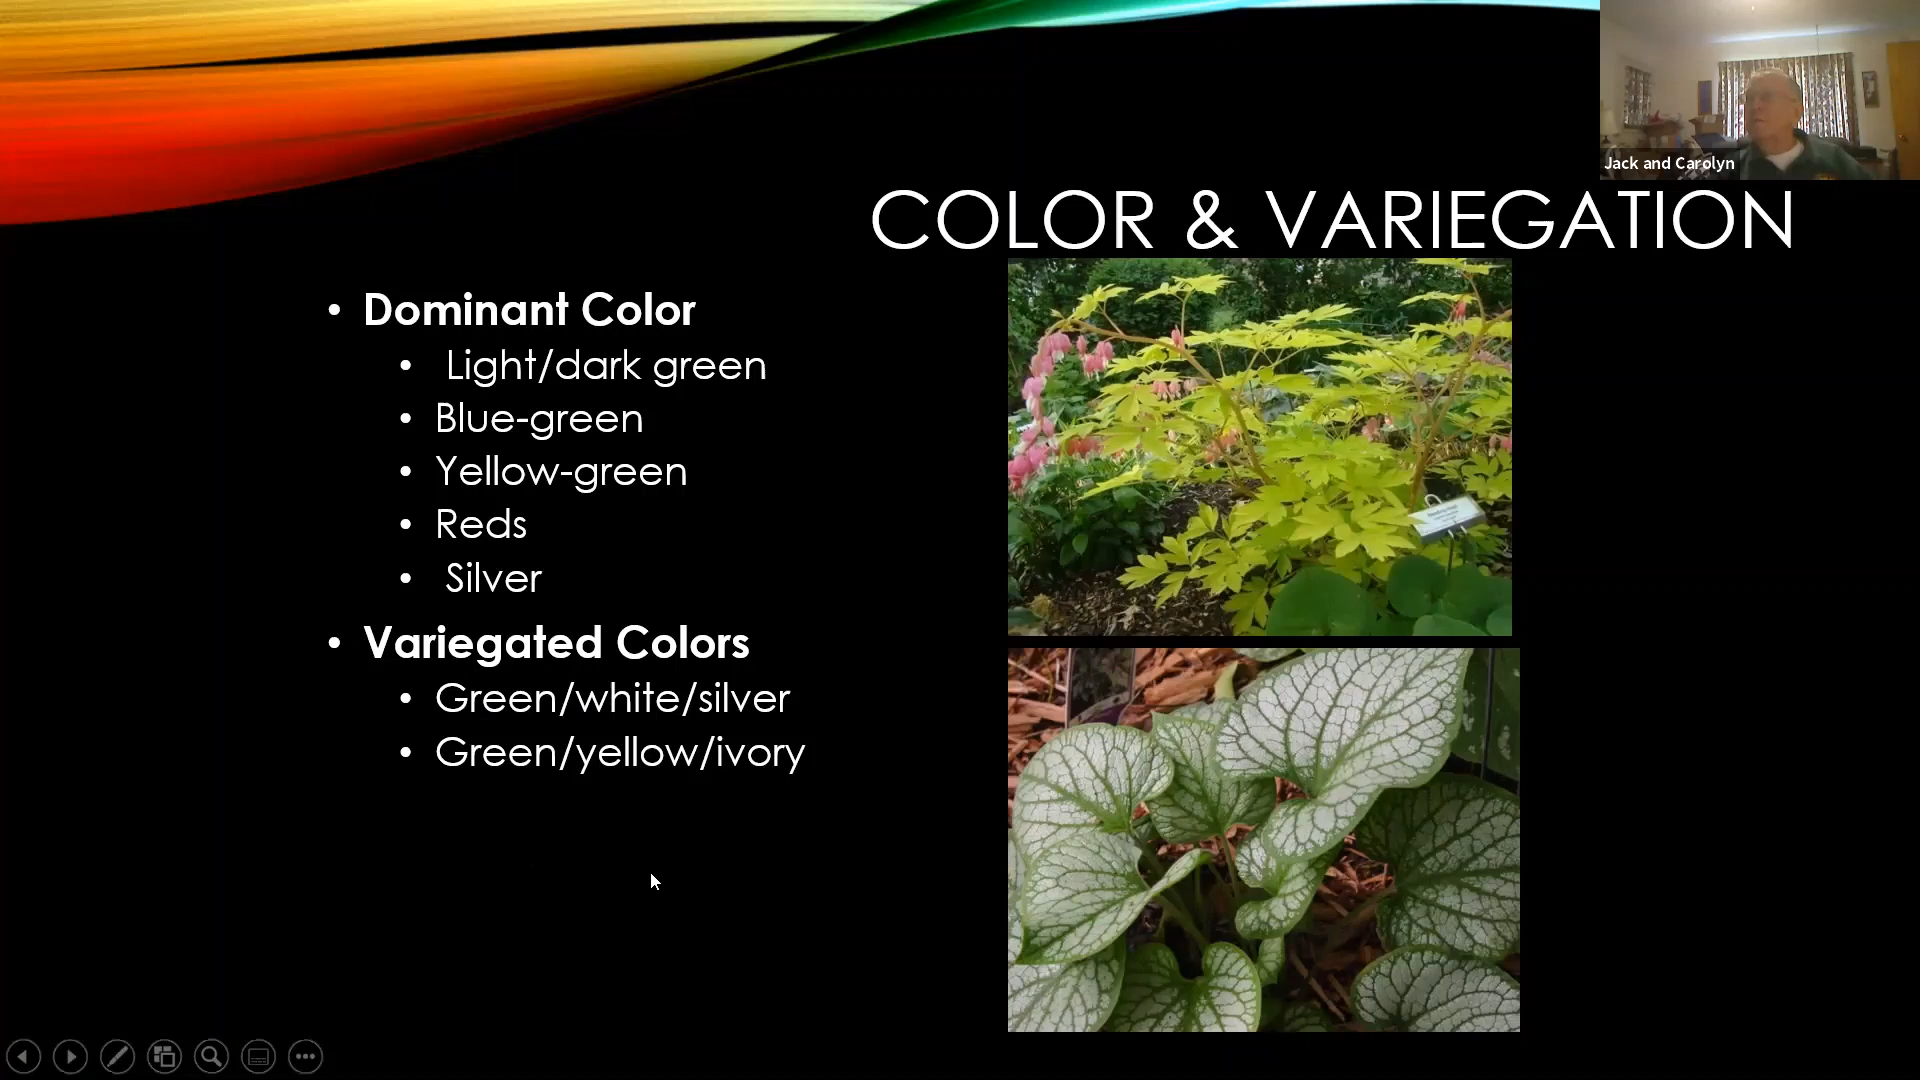 Jack and Carolyn
COLOR & VARIEGATION
• Dominant Color
• Light/dark green
• Blue-green
• Yellow-green
• Reds
• Silver
• Variegated Colors
• Green/white/silver
• Green/yellow/ivory